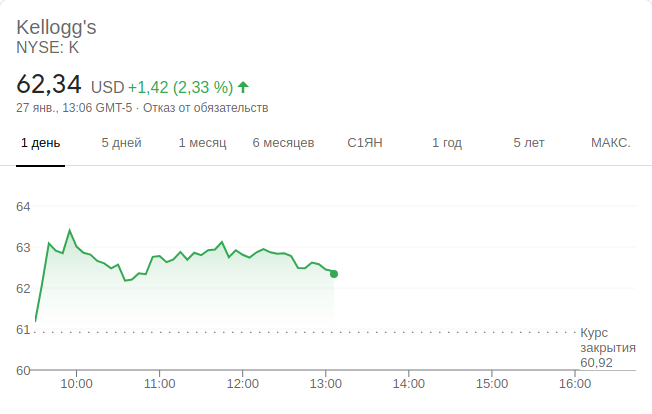 Kellogg's
NYSE: K
62,34 USD +1,42 (2,33 %)
27 янв., 13:06 GMT-5 · Отказ от обязательств
1 день 5 дней 1 месяц 6 месяцев С1ЯН 1 год 5 лет МАКС.
64
63
62
61
60
Курс
закрытия
60,92
10:00 11:00 12:00 13:00 14:00 15:00 16:00